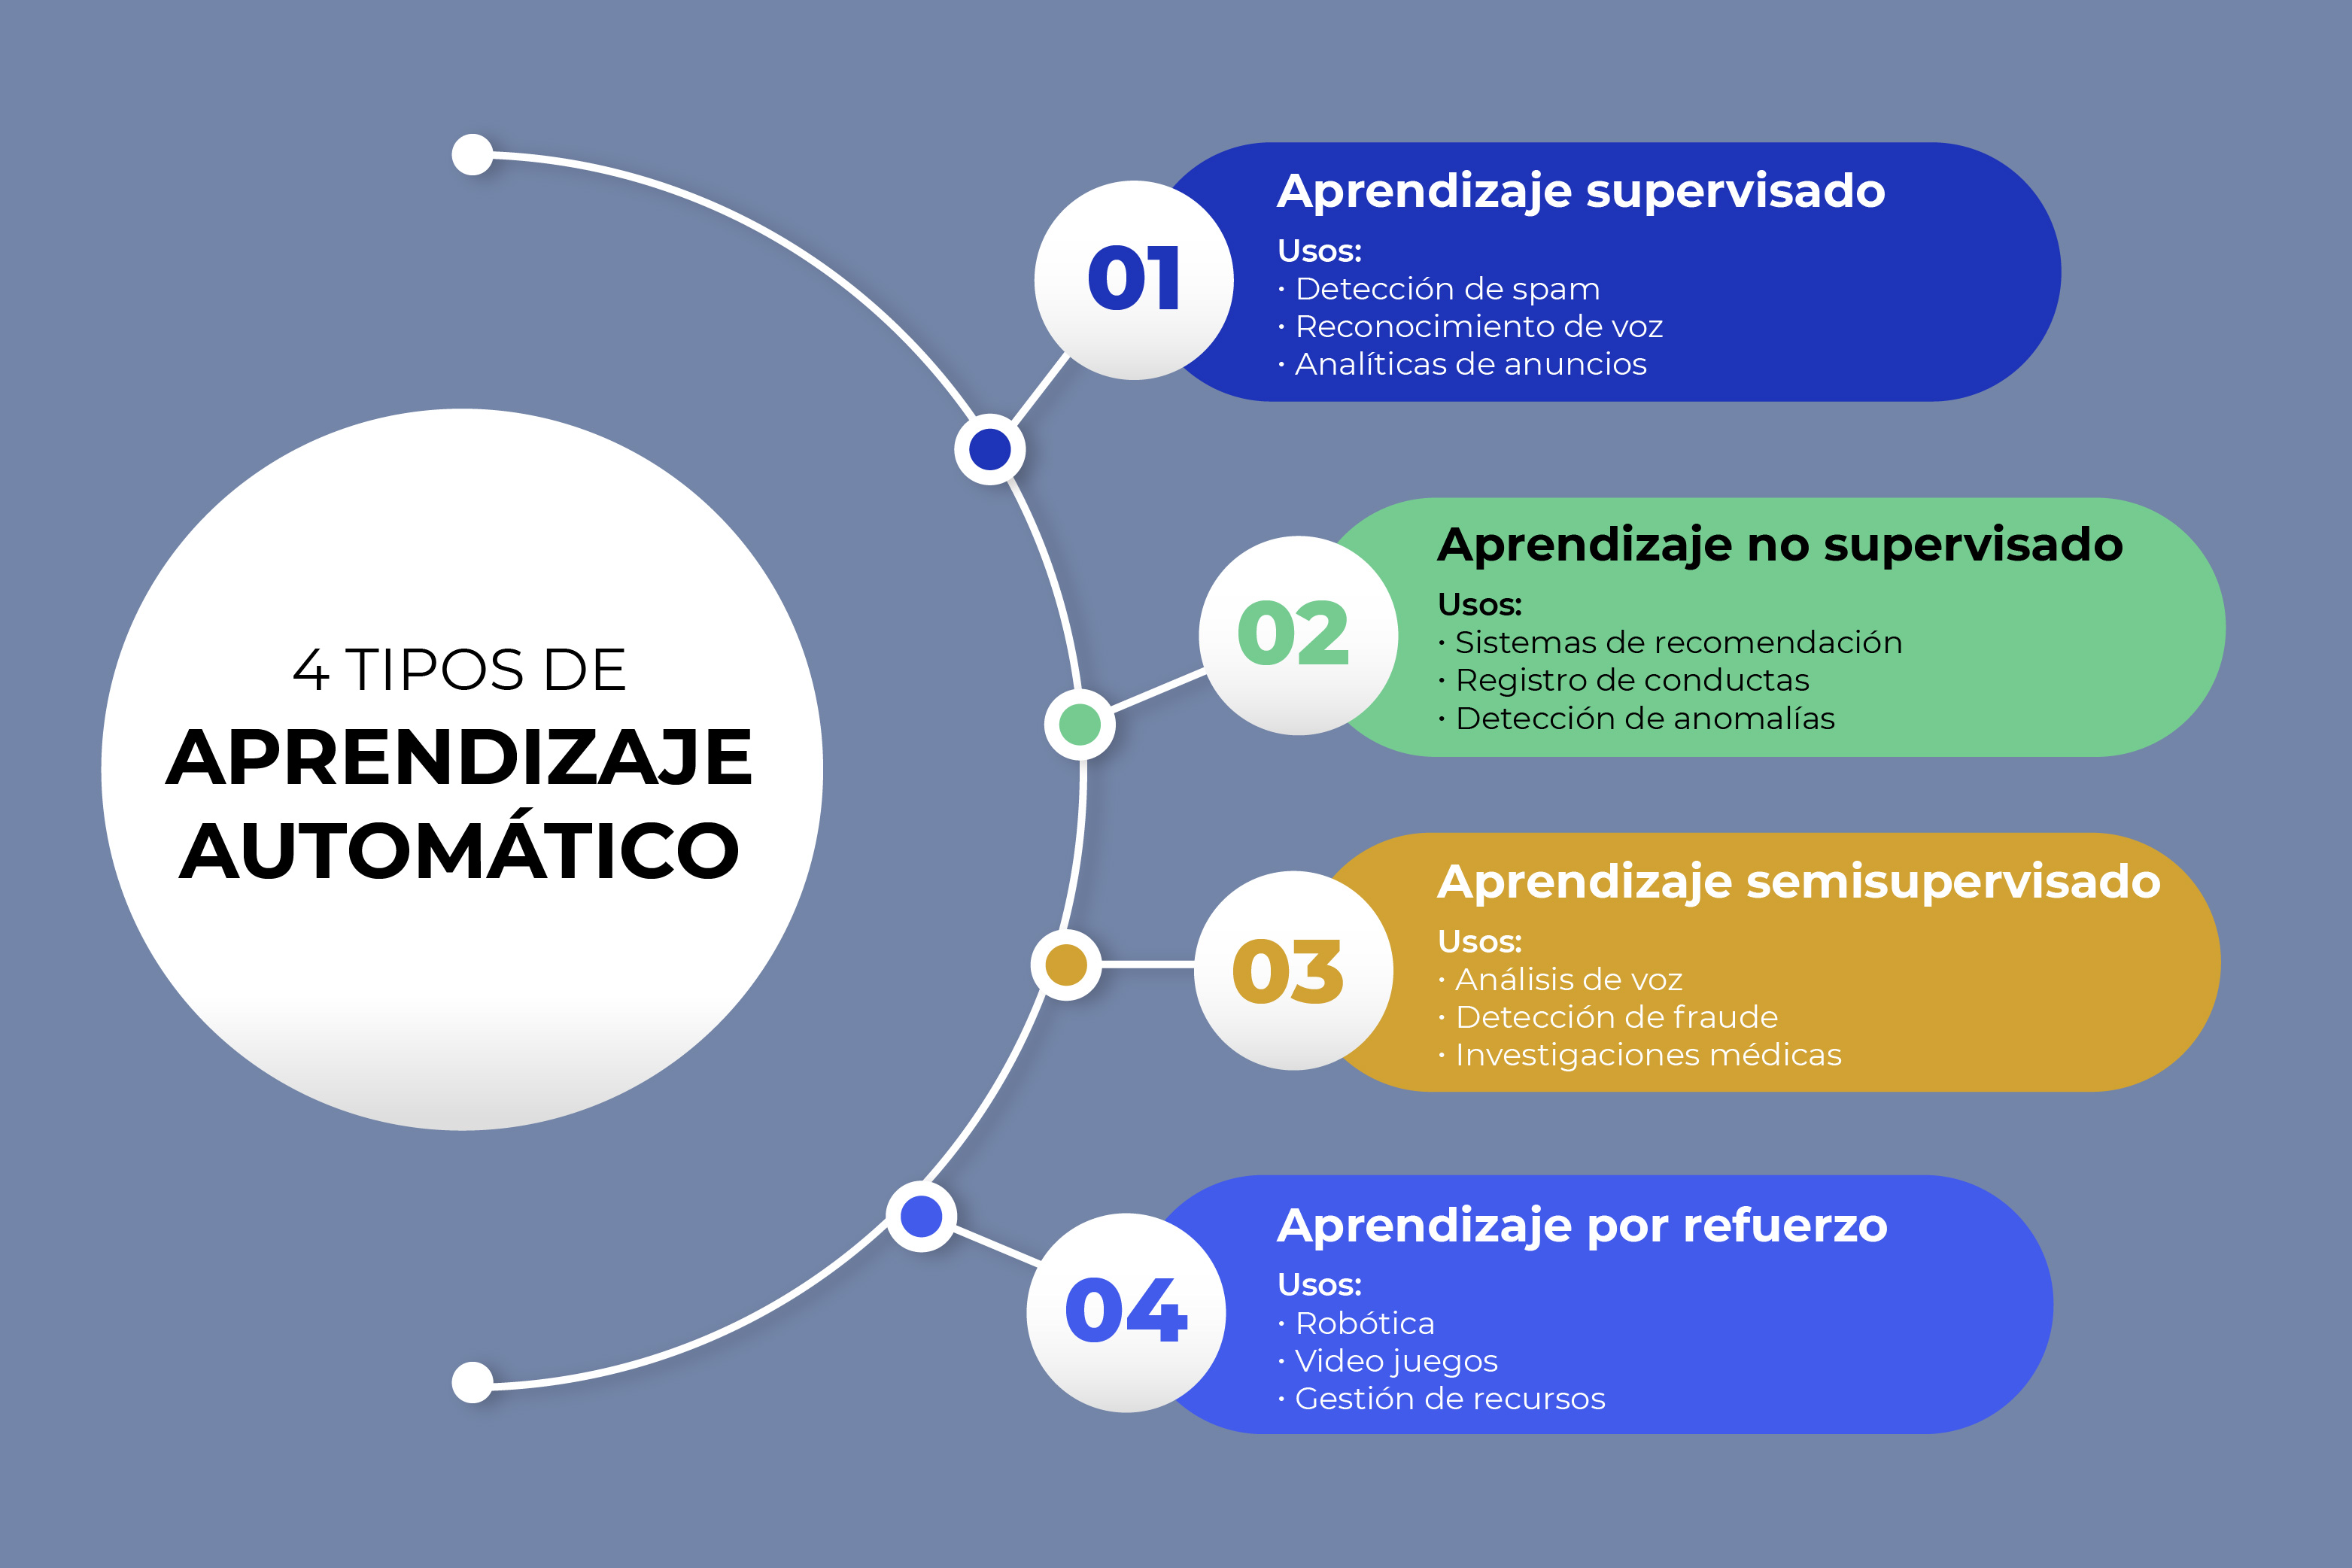 4 TIPOS DE
APRENDIZAJE
AUTOMÁTICO
01
Aprendizaje supervisado
Usos:
· Detección de spam
· Reconocimiento de voz
· Analíticas de anuncios
02
Aprendizaje no supervisado
Usos:
· Sistemas de recomendación
· Registro de conductas
· Detección de anomalías
03
Aprendizaje semisupervisado
Usos:
· Análisis de voz
· Detección de fraude
· Investigaciones médicas
04
Aprendizaje por refuerzo
Usos:
· Robótica
· Video juegos
· Gestión de recursos